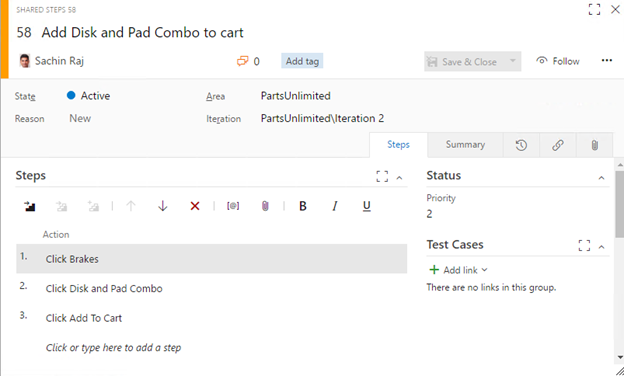 SHARED STEPS 58
58 Add Disk and Pad Combo to cart
Sachin Raj 0 Add tag Save & Close Follow
State Active Area PartsUnlimited
Reason New Iteration PartsUnlimited\Iteration 2
Steps Summary
Steps
B I U
Action
1. Click Brakes
2. Click Disk and Pad Combo
3. Click Add To Cart
Click or type here to add a step
Status
Priority
2
Test Cases
+ Add link
There are no links in this group.